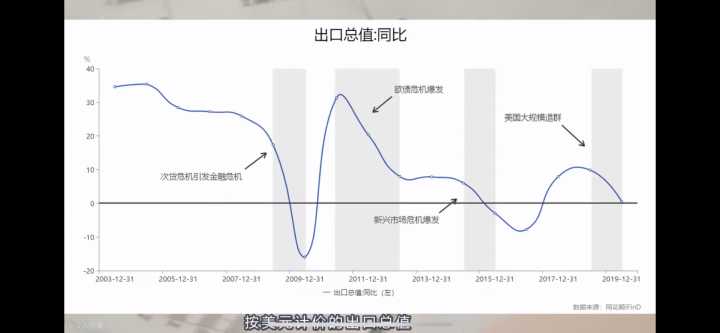 出口总值:同比
%
40
30
20
10
0
-10
-20
欧债危机爆发
美国大规模退群
次贷危机引发金融危机
新兴市场危机爆发
2003-12-31 2005-12-31 2007-12-31 2009-12-31 2011-12-31 2013-12-31 2015-12-31 2017-12-31 2019-12-31
出口总值:同比（左）
数据来源：同花顺iFinD
按美元计价的出口总值